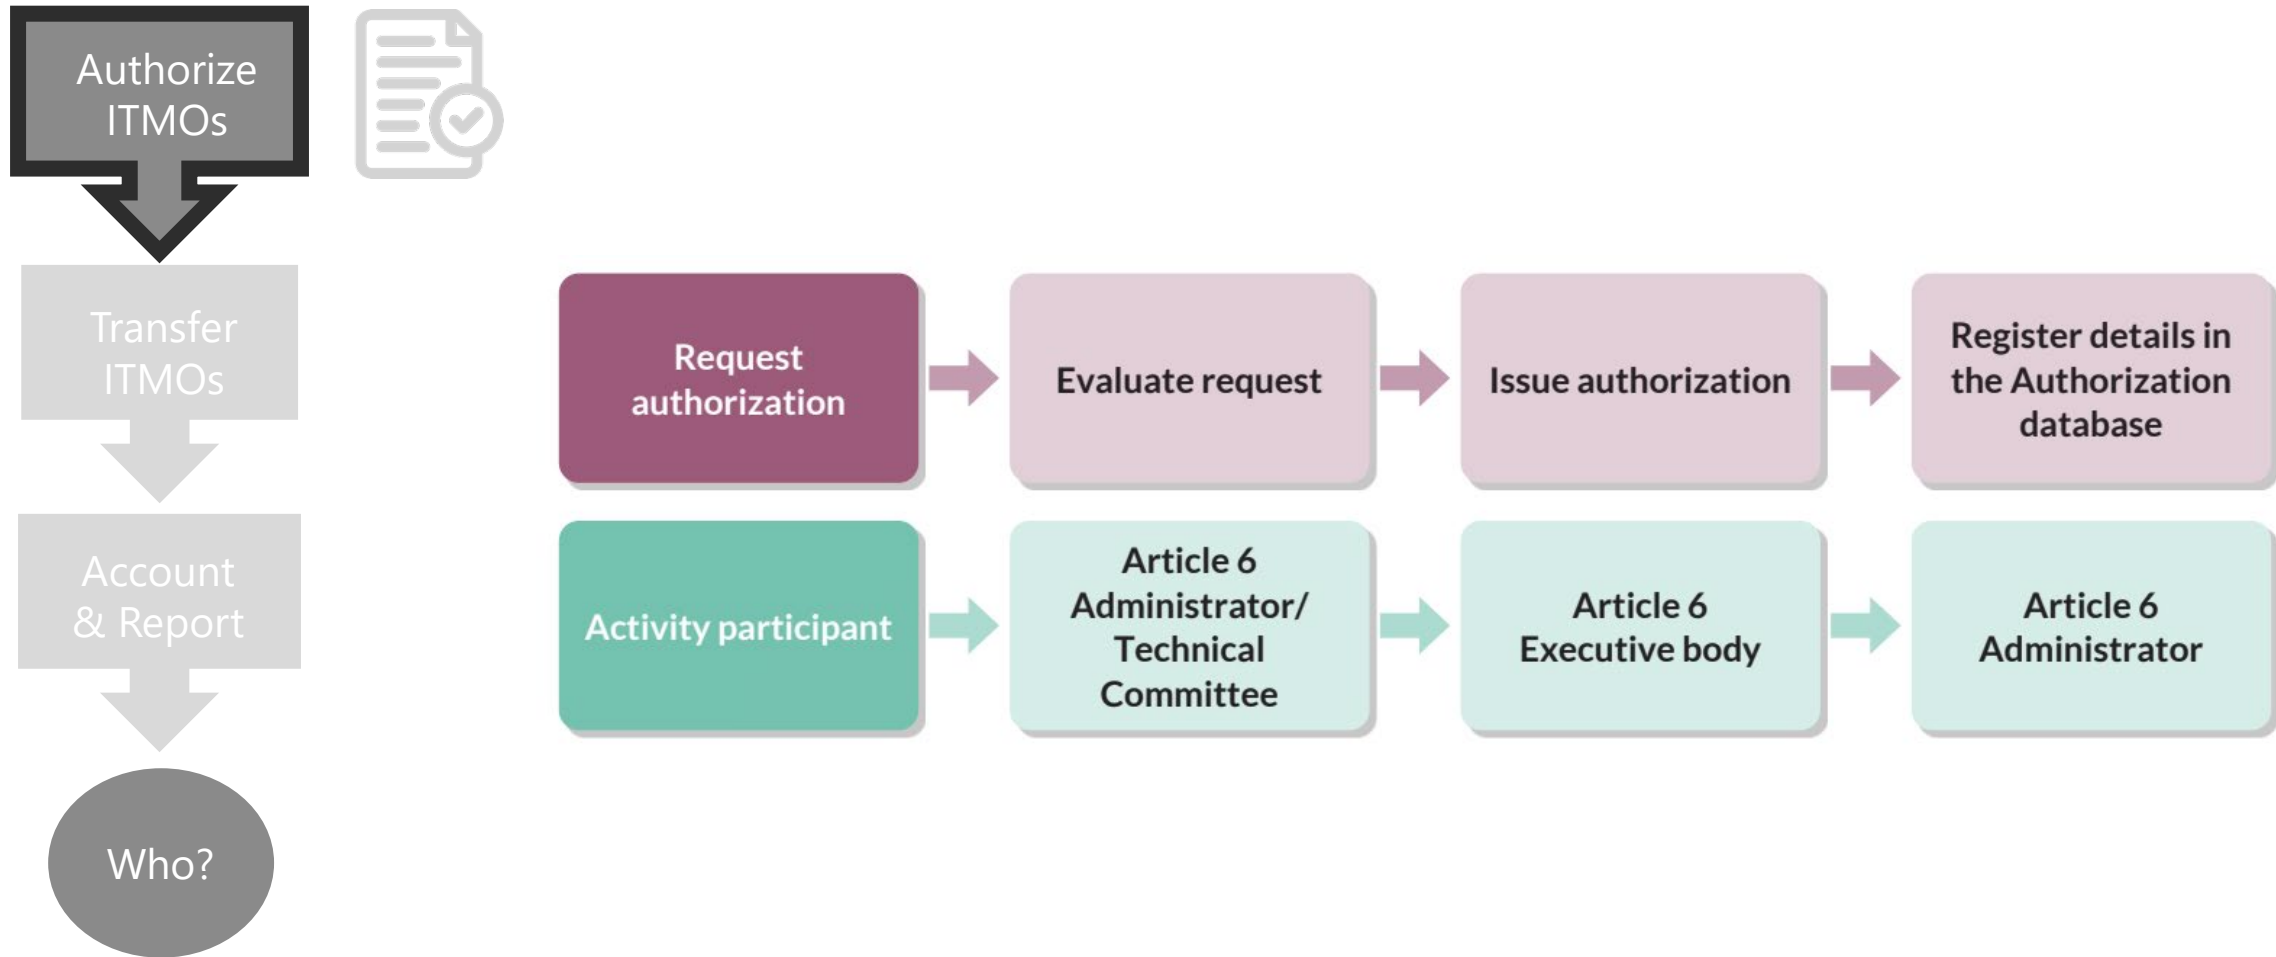 Authorize
ITMOs
Transfer
ITMOs
Account
& Report
Who?
Request
authorization
Evaluate request
Issue authorization
Register details in
the Authorization
database
Activity participant
Article 6
Administrator/
Technical
Committee
Article 6
Executive body
Article 6
Administrator